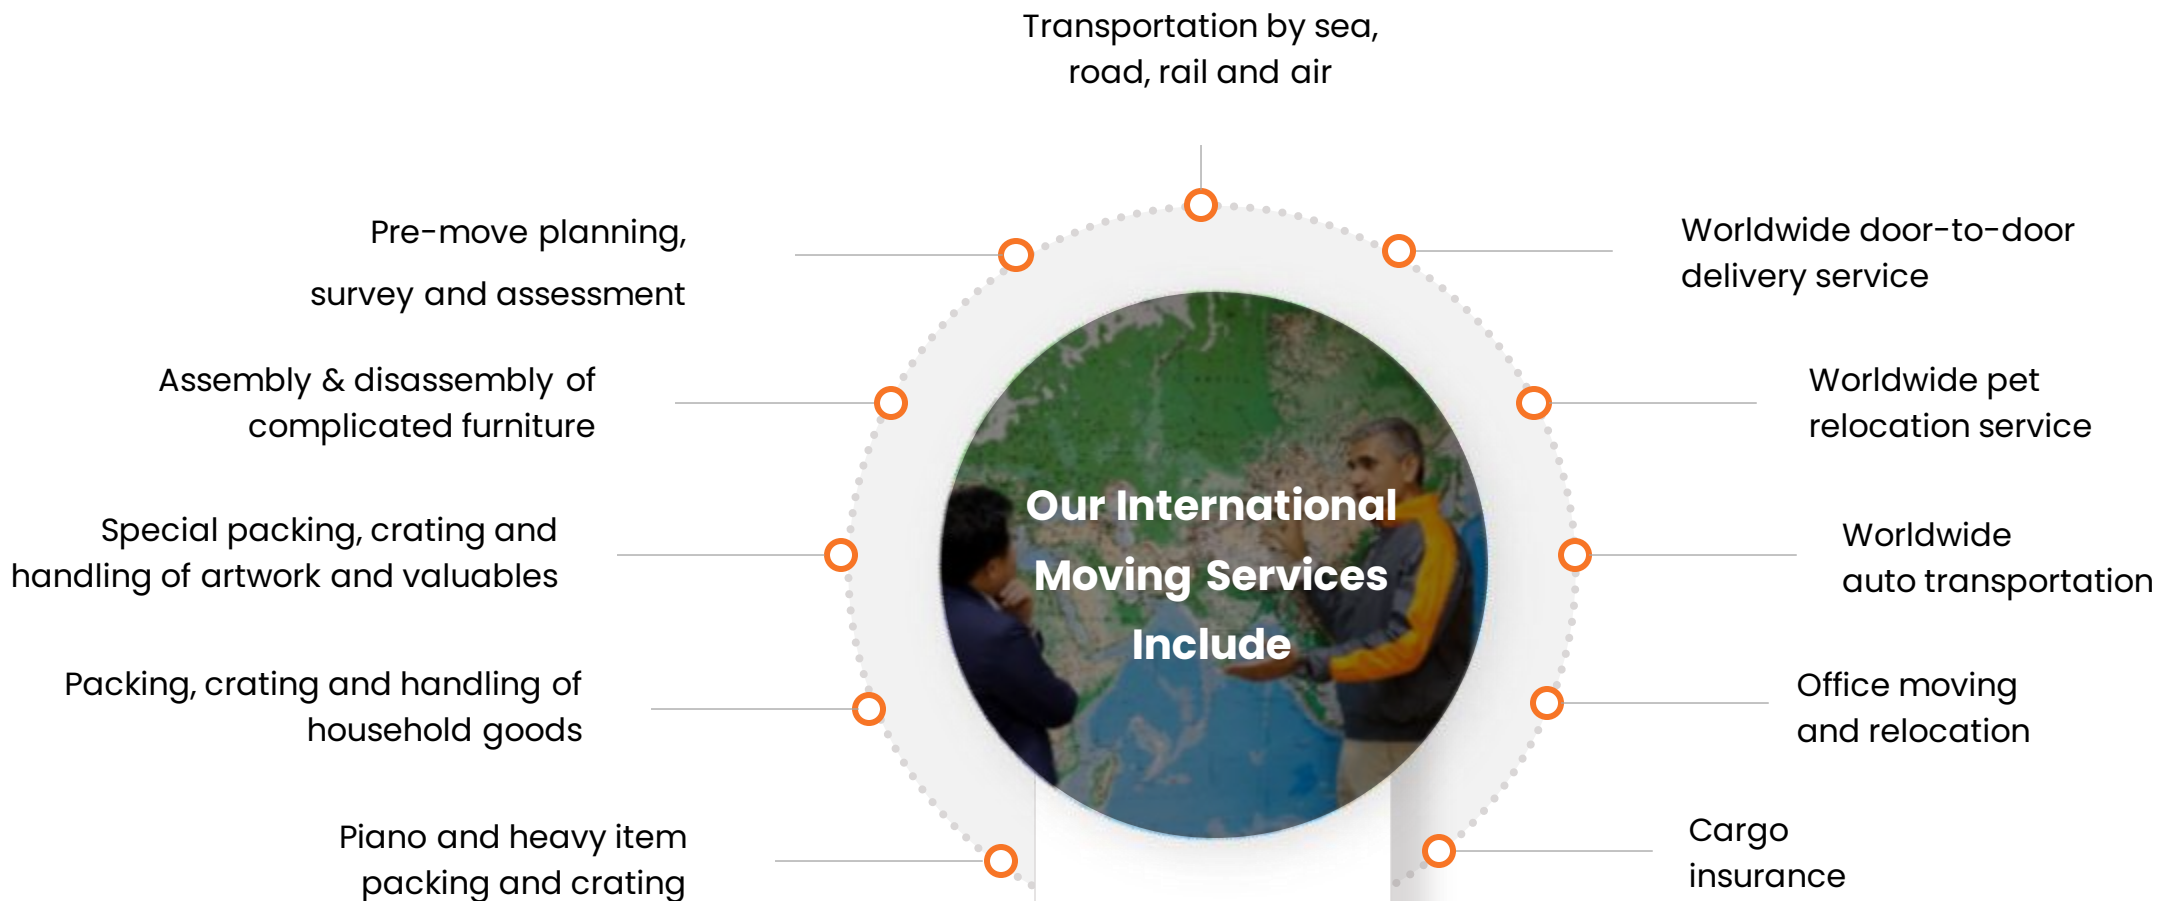 Transportation by sea,
road, rail and air
Pre-move planning,
survey and assessment
Assembly & disassembly of
complicated furniture
Special packing, crating and
handling of artwork and valuables
Packing, crating and handling of
household goods
Piano and heavy item
packing and crating
Our International
Moving Services
Include
Worldwide door-to-door
delivery service
Worldwide pet
relocation service
Worldwide
auto transportation
Office moving
and relocation
Cargo
insurance